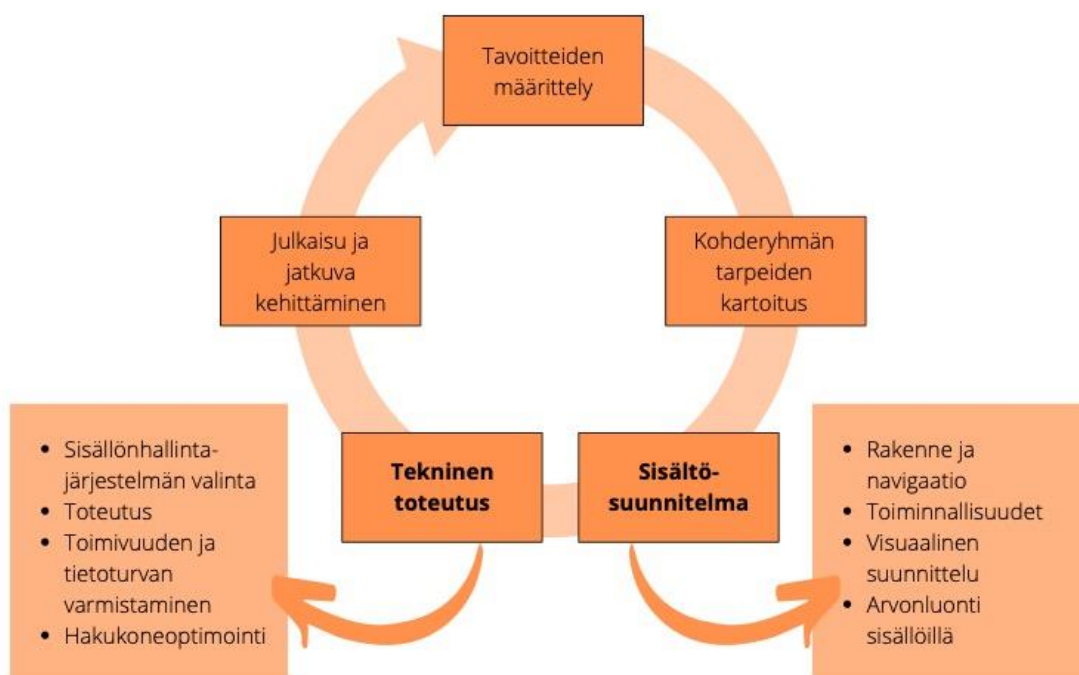 Tavoitteiden
määrittely
Kohderyhmän
tarpeiden
kartoitus
Sisältö-
suunnitelma
Rakenne ja
navigaatio
Toiminnallisuudet
Visuaalinen
suunnittelu
Arvonluonti
sisällöillä
Tekninen
toteutus
Sisällönhallinta-
järjestelmän valinta
Toteutus
Toimivuuden ja
tietoturvan
varmistaminen
Hakukoneoptimointi
Julkaisu ja
jatkuva
kehittäminen